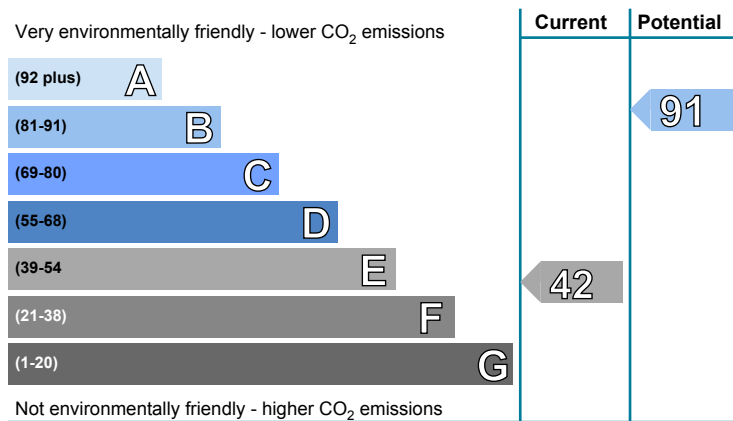 Current Potential
Very environmentally friendly - lower CO2 emissions
(92 plus) A
91
(81-91) B
(69-80) C
(55-68) D
(39-54 E
42
(21-38) F
(1-20) G
Not environmentally friendly - higher CO2 emissions